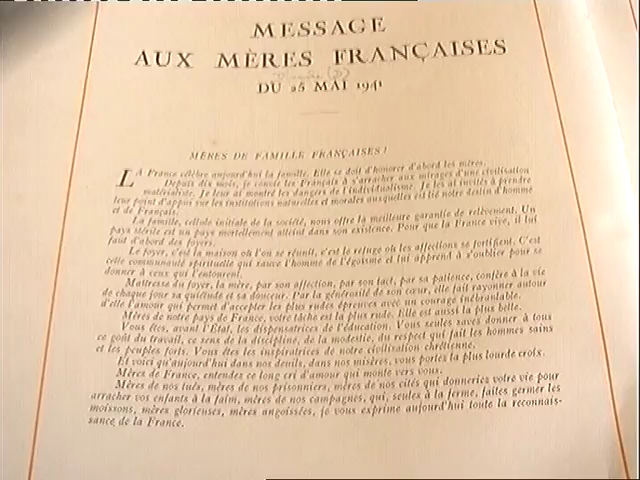 MESSAGE
AUX MÈRES FRANÇAISES
DU 25 MAI 1941
MÈRES DE FAMILLE FRANÇAISES !
LA France célèbre aujourd'hui la famille. Elle se doit d'honorer d'abord les mères.
Depuis dix mois, je convie les Français à s'arracher aux mirages d'une civilisation
matérialiste. Je leur ai montré les dangers de l'individualisme. Je les ai invités à prendre
leur point d'appui sur les institutions naturelles et morales auxquelles est lié notre destin d'homme
et de Français.
La famille, cellule initiale de la société, nous offre la meilleure garantie de relèvement. Un
pays stérile est un pays mortellement atteint dans son existence. Pour que la France vive, il lui
faut d'abord des foyers.
Le foyer, c'est la maison où l'on se réunit, c'est le refuge où les affections se fortifient. C'est
cette communauté spirituelle qui sauve l'homme de l'égoïsme et lui apprend à s'oublier pour se
donner à ceux qui l'entourent.
Maîtresse du foyer, la mère, par son affection, par son tact, par sa patience, confère à la vie
de chaque jour sa quiétude et sa douceur. Par la générosité de son cœur, elle fait rayonner autour
d'elle l'amour qui permet d'accepter les plus rudes épreuves avec un courage inébranlable.
Mères de notre pays de France, votre tâche est la plus rude. Elle est aussi la plus belle.
Vous êtes, avant l'État, les dispensatrices de l'éducation. Vous seules savez donner à tous
ce goût du travail, ce sens de la discipline, de la modestie, du respect qui fait les hommes sains
et les peuples forts. Vous êtes les inspiratrices de notre civilisation chrétienne.
Et voici qu'aujourd'hui dans nos deuils, dans nos misères, vous portez la plus lourde croix.
Mères de France, entendez ce long cri d'amour qui monte vers vous.
Mères de nos tués, mères de nos prisonniers, mères de nos cités qui donneriez votre vie pour
arracher vos enfants à la faim, mères de nos campagnes, qui, seules à la ferme, faites germer les
moissons, mères glorieuses, mères angoissées, je vous exprime aujourd'hui toute la reconnais-
sance de la France.